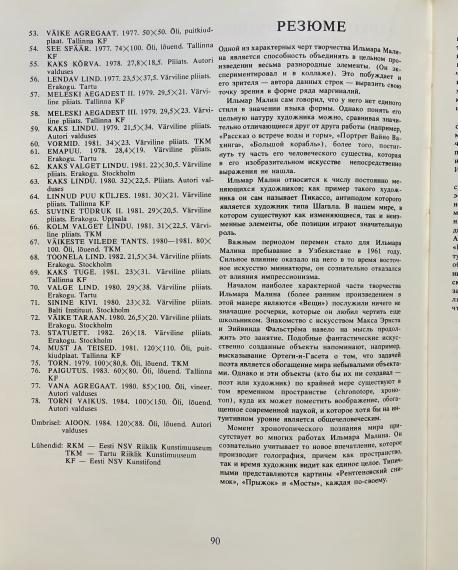 53. VÄIKE AGREGAAT. 1977. 50×50. Õli, puitkiud-
plaat. Tallinna KF
54. SEE SFÄÄR. 1977. 74×100. Õli, lõuend. Tallinna
KF
55. KAKS KÕRVA. 1978. 27,8×18,5. Pliiats. Autori
valduses
56. LENDAV LIND. 1977. 23,5×37,5. Värviline pliiats.
Erakogu. Tartu
57. MELESKI AEGADEST II. 1979. 29,5×21. Värvi-
line pliiats. Tallinna KF
58. MELESKI AEGADEST III. 1979. 29,5×23. Värvi-
line pliiats. Tallinna KF
59. KAKS LINDU. 1979. 21,5×34. Värviline pliiats.
Autori valduses
60. VORMID. 1981. 34×23. Värviline pliiats. TKM
61. EMAPUU. 1978. 28,4×19. Värviline pliiats.
Erakogu. Tartu
62. KAKS VALGET LINDU. 1981. 22×30,5. Värviline
pliiats. Erakogu. Stockholm
63. KAKS LINDU. 1980. 32×22,5. Pliiats. Autori
valduses
64. LINNUD PUU KÜLJES. 1981. 30×21. Värviline
pliiats. Tallinna KF
65. SUVINE TÜDRUK II. 1981. 29×20,5. Värviline
pliiats. Erakogu. Uppsala
66. KOLM VALGET LINDU. 1981. 31×22,5. Värvi-
line pliiats. TKM
67. VÄIKESTE VILEDE TANTS. 1980—1981. 80×
100. Õli, lõuend. TKM
68. TOONELA LIND. 1982. 21,5×34. Värviline pliiats.
Erakogu. Stockholm
69. KAKS TUGE. 1981. 23×31. Värviline pliiats.
Tallinna KF
70. VALGE LIND. 1980. 29×38. Värviline pliiats.
Erakogu. Tartu
71. SININE KIVI. 1980. 23×32. Värviline pliiats.
Balti Instituut. Stockholm
72. VÄIKE TARAAN. 1980. 20,5×20. Värviline pliiats.
Erakogu. Stockholm
73. STATUETT. 1982. 26×18. Värviline pliiats.
Erakogu. Stockholm
74. MUST JA TEISED. 1981. 120×110. Õli, puit-
kiudplaat. Tallinna KF
75. TORN. 1979. 100×80,8. Õli, lõuend. TKM
76. PAIGUTUS. 1983. 60×80. Õli, lõuend. Tallinna
KF
77. VANA AGREGAAT. 1980. 85×100. Õli, vineer.
Autori valduses
78. TORNI VAIKUS. 1984. 100×150. Õli, lõuend.
Autori valduses
Ümbrisel: AIOON. 1984. 120×88. Õli, lõuend. Autori
valduses
Lühendid: RKM — Eesti NSV Riiklik Kunstimuuseum
TKM — Tartu Riiklik Kunstimuuseum
KF — Eesti NSV Kunstifond
РЕЗЮМЕ
Одной из характерных черт творчества Ильмара Мали-
на является способность объединять в цельном про-
изведении весьма разнородные элементы. (Он экс-
периментировал и в коллаже). Это побуждает и
его зрителя — автора данных строк — выразить свою
точку зрения в форме ряда маргиналий.
Ильмар Малин сам говорил, что у него нет единого
стиля в значении языка формы. Однако понять его
цельную натуру художника можно, сравнивая значи-
тельно отличающиеся друг от друга работы (например,
«Рассказ о встрече воды и горы», «Портрет Вайно Ва-
хинга», «Большой корабль»), более того, постиг-
нуть ту часть его человеческого существа, которая
в его изобразительном искусстве непосредственно
выражения не нашла.
Ильмар Малин относится к числу постоянно ме-
няющихся художников; как пример такого худож-
ника он сам называет Пикассо, антиподом которого
является художник типа Шагалы. В нашем мире, в
котором существуют как изменяющиеся, так и неиз-
менные элементы, обе позиции играют значительную
роль.
Важным периодом перемен стало для Ильмара
Малина пребывание в Узбекистане в 1961 году.
Сильное влияние оказало на него в то время восточ-
ное искусство миниатюры, он сознательно отказался
от влияния импрессионизма.
Началом наиболее характерной части творчества
Ильмара Малина (более ранним произведением в
этой манере являются «Вещи») послужили ничего не
значащие росчерки, которые он любил чертить еще
школьником. Знакомство с искусством Макса Эрнста
и Эйвинда Фальстрёма навело на мысль продол-
жить это занятие. Подобные фантастические искус-
ственно созданные объекты напоминают, например,
высказывание Ортеги-и-Гасета о том, что задачей
поэта является обогащение мира небывалыми объекта-
ми. Однако и эти объекты (кто бы их ни создавал —
поэт или художник) по крайней мере существуют в
том временном пространстве (chronotope, хроно-
топ), куда их может поместить воображение, обога-
щенное современной наукой, и которое хотя бы на ин-
туитивном уровне является общечеловеческим.
Момент хронотопического познания мира при-
сутствует во многих работах Ильмара Малина. Он
сознательно учитывает то новое впечатление, которое
производит голография, причем как пространство,
так и время художник видит как единое целое. Типич-
ными представляются картины «Рентгеновский сни-
мок», «Прыжок» и «Мосты», каждая по-своему.
90